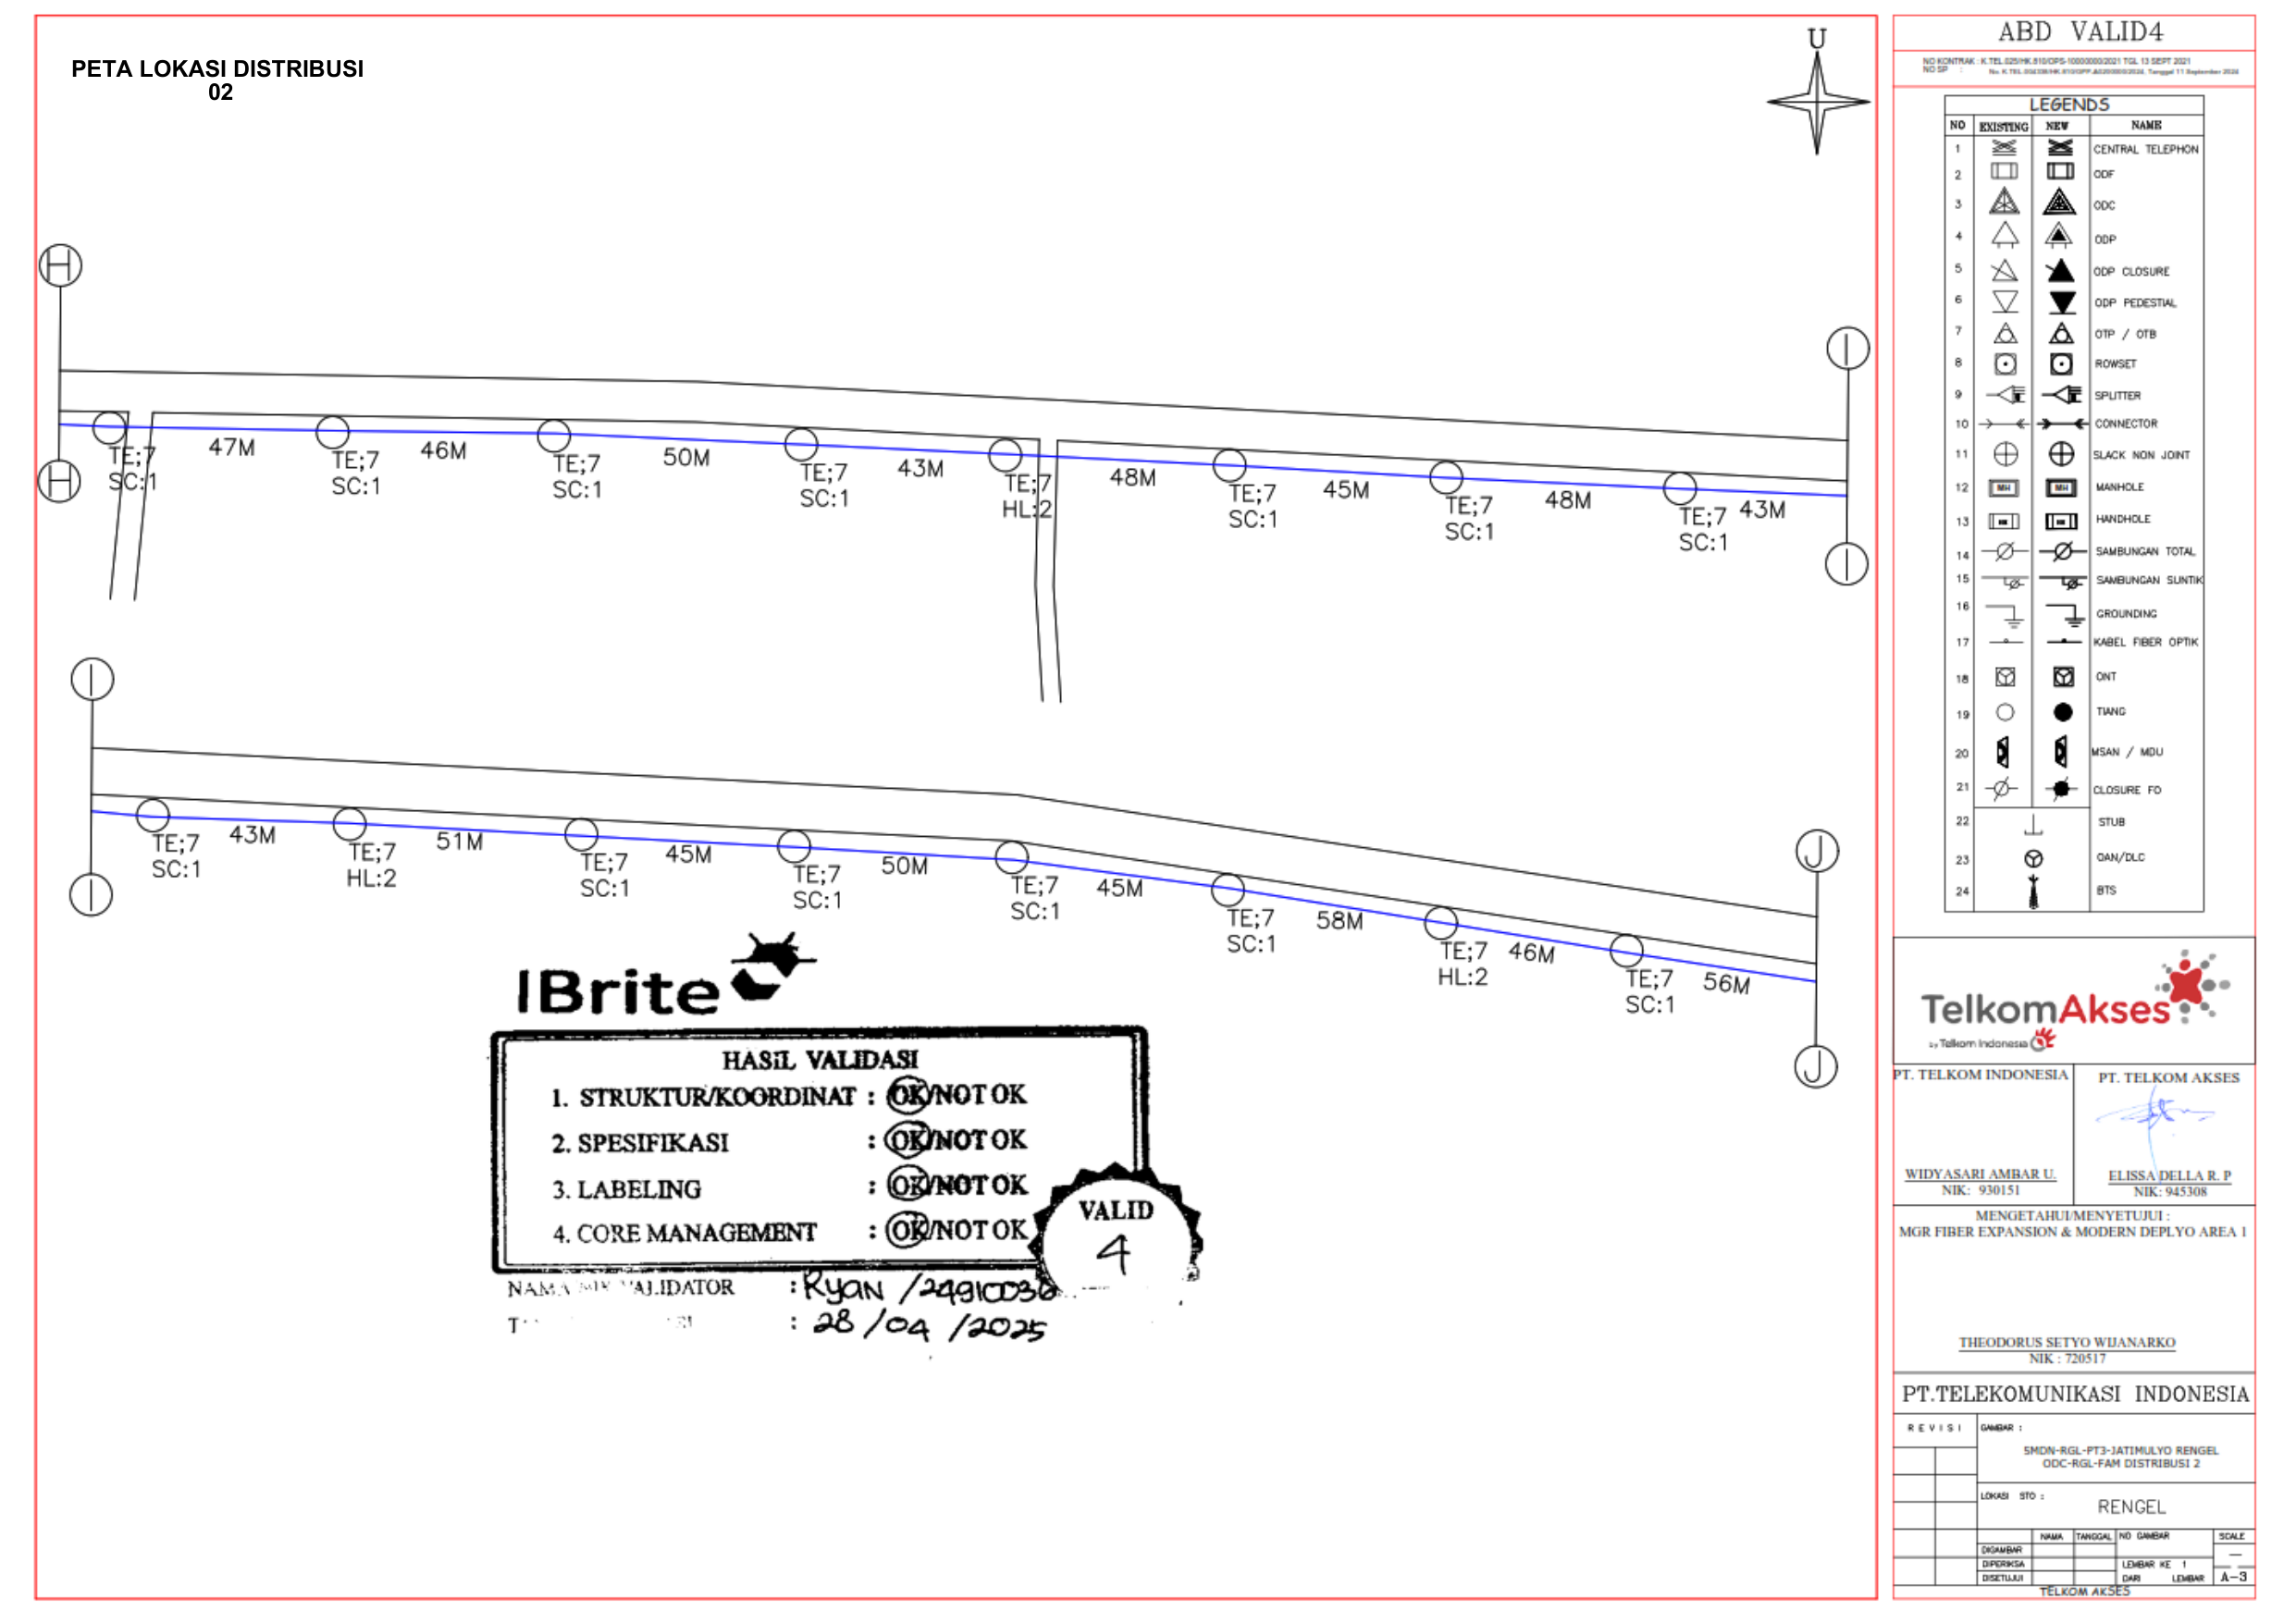 PETA LOKASI DISTRIBUSI
02
U
H
H
I
I
TE;7
SC:1
47M
TE;7
SC:1
46M
TE;7
SC:1
50M
TE;7
SC:1
43M
TE;7
HL:2
48M
TE;7
SC:1
45M
TE;7
SC:1
48M
TE;7
SC:1
43M
I
I
J
J
TE;7
SC:1
43M
TE;7
HL:2
51M
TE;7
SC:1
45M
TE;7
SC:1
50M
TE;7
SC:1
45M
TE;7
SC:1
58M
TE;7
HL:2
46M
TE;7
SC:1
56M
IBrite
HASIL VALIDASI
1. STRUKTUR/KOORDINAT : OK/NOT OK
2. SPESIFIKASI : OK/NOT OK
3. LABELING : OK/NOT OK
4. CORE MANAGEMENT : OK/NOT OK
VALID
4
VALIDATOR : Ryan /
: 28/04/2025
ABD VALID4
NO KONTRAK : K.TEL.025/HK.810/OPS-10000000/2021 TGL 13 SEPT 2021
NO SP : Tanggal 11 September 2024
LEGENDS
NO EXISTING NEW NAME
1 CENTRAL TELEPHON
2 ODF
3 ODC
4 ODP
5 ODP CLOSURE
6 ODP PEDESTIAL
7 OTP / OTB
8 ROWSET
9 SPLITTER
10 CONNECTOR
11 SLACK NON JOINT
12 MH MH MANHOLE
13 HANDHOLE
14 SAMBUNGAN TOTAL
15 SAMBUNGAN SUNTIK
16 GROUNDING
17 KABEL FIBER OPTIK
18 ONT
19 TIANG
20 MSAN / MDU
21 CLOSURE FO
22 STUB
23 OAN/DLC
24 BTS
TelkomAkses
by Telkom Indonesia
PT. TELKOM INDONESIA
WIDYASARI AMBAR U.
NIK: 930151
PT. TELKOM AKSES
ELISSA DELLA R. P
NIK: 945308
MENGETAHUI/MENYETUJUI :
MGR FIBER EXPANSION & MODERN DEPLYO AREA 1
THEODORUS SETYO WIJANARKO
NIK : 720517
PT.TELEKOMUNIKASI INDONESIA
REVISI
GAMBAR :
SMDN-RGL-PT3-JATIMULYO RENGEL
ODC-RGL-FAM DISTRIBUSI 2
LOKASI STO :
RENGEL
NAMA TANGGAL NO GAMBAR SCALE
DIGAMBAR
DIPERIKSA LEMBAR KE 1
DISETUJUI DARI LEMBAR A-3
TELKOM AKSES